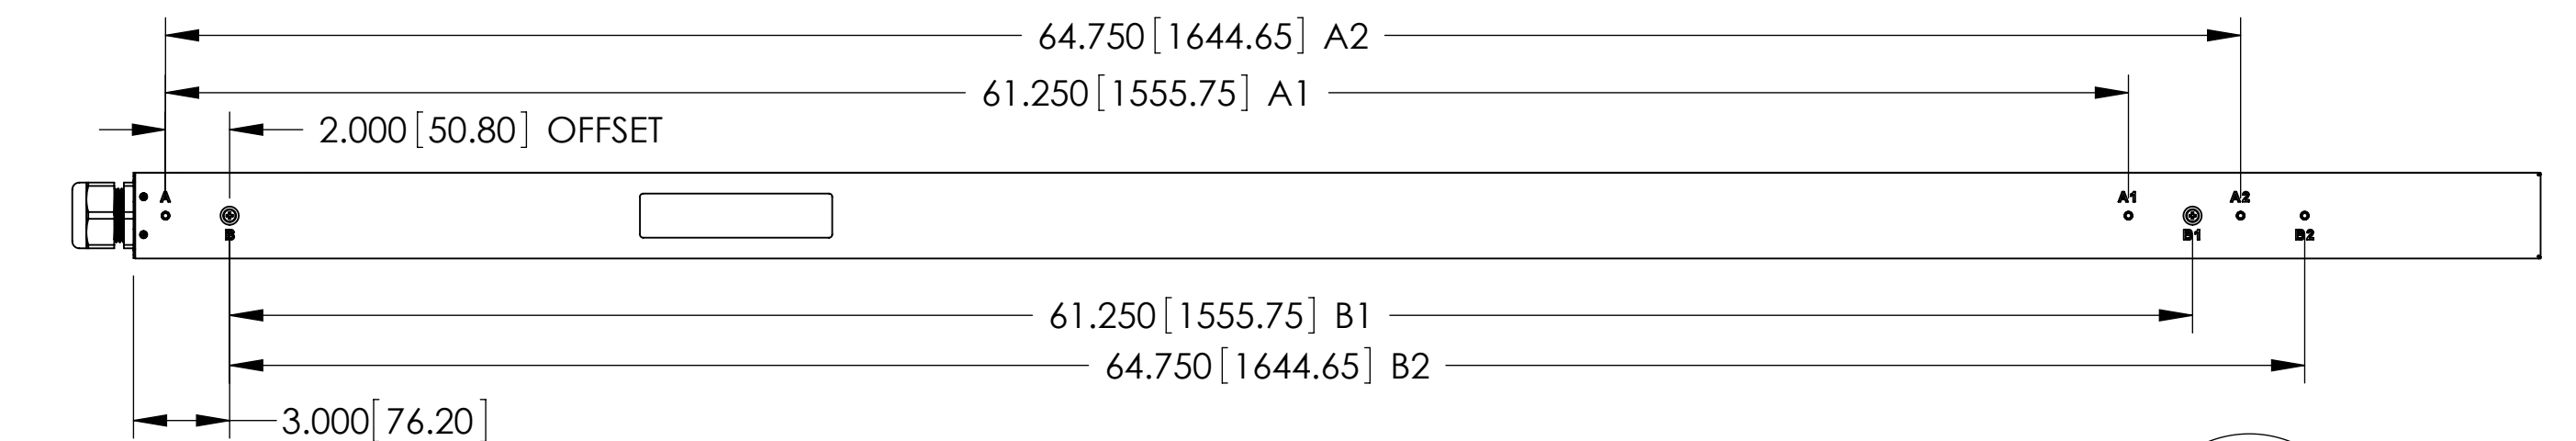 64.750[1644.65] A2
61.250[1555.75] A1
2.000[50.80] OFFSET
A A1 A2
B B1 B2
61.250[1555.75] B1
64.750[1644.65] B2
3.000[76.20]